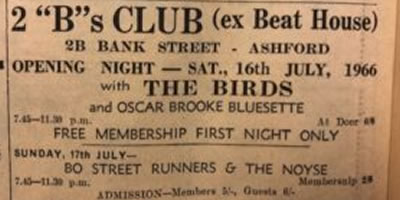 2 "B"s CLUB (ex Beat House)
2B BANK STREET - ASHFORD
OPENING NIGHT — SAT., 16th JULY, 1966
with THE BIRDS
and OSCAR BROOKE BLUESETTE
7.45—11.30 p.m. At Door 6/6
FREE MEMBERSHIP FIRST NIGHT ONLY
SUNDAY, 17th JULY—
BO STREET RUNNERS & THE NOYSE
7.45—11.30 p.m. Membership
ADMISSION—Members 5/-, Guests 6/-